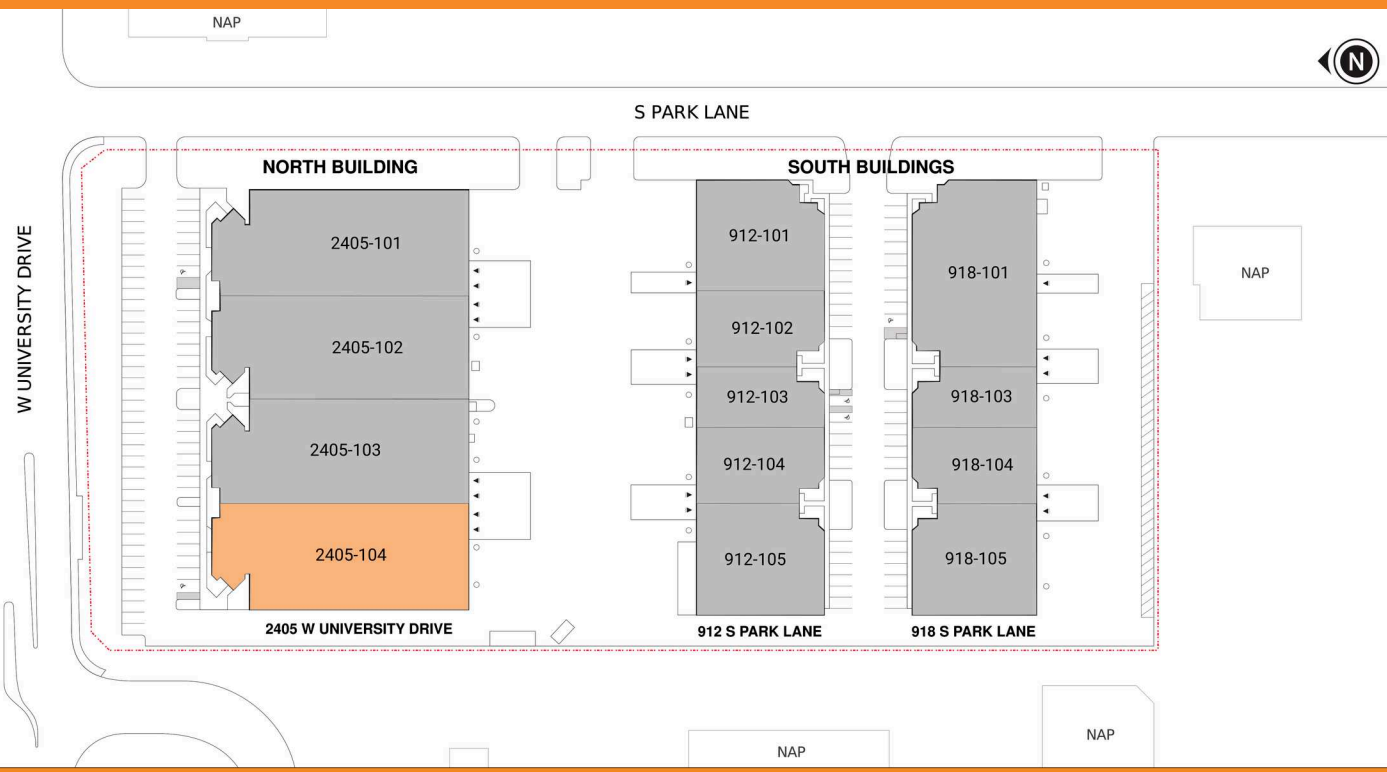 NAP
N
S PARK LANE
NORTH BUILDING
SOUTH BUILDINGS
W UNIVERSITY DRIVE
2405-101
2405-102
2405-103
2405-104
912-101
912-102
912-103
912-104
912-105
918-101
918-103
918-104
918-105
NAP
2405 W UNIVERSITY DRIVE
912 S PARK LANE
918 S PARK LANE
NAP
NAP